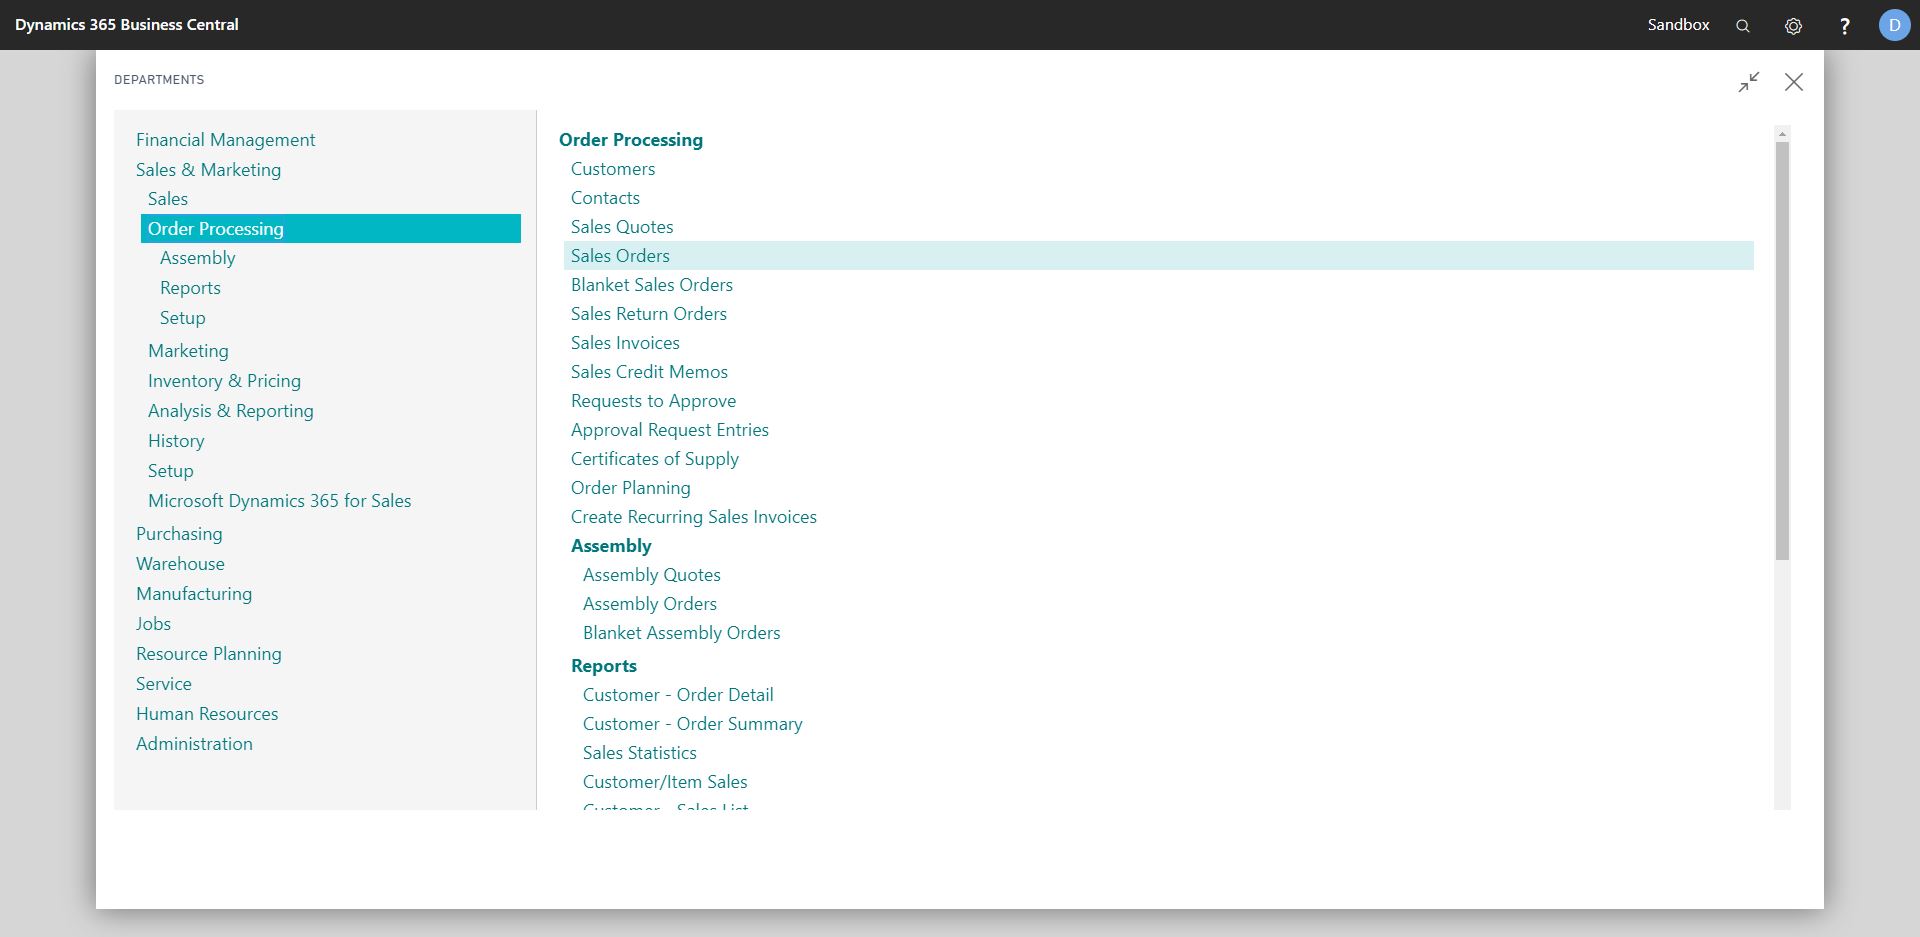 Dynamics 365 Business Central
Sandbox
?
D
DEPARTMENTS
Financial Management
Sales & Marketing
Sales
Order Processing
Assembly
Reports
Setup
Marketing
Inventory & Pricing
Analysis & Reporting
History
Setup
Microsoft Dynamics 365 for Sales
Purchasing
Warehouse
Manufacturing
Jobs
Resource Planning
Service
Human Resources
Administration
Order Processing
Customers
Contacts
Sales Quotes
Sales Orders
Blanket Sales Orders
Sales Return Orders
Sales Invoices
Sales Credit Memos
Requests to Approve
Approval Request Entries
Certificates of Supply
Order Planning
Create Recurring Sales Invoices
Assembly
Assembly Quotes
Assembly Orders
Blanket Assembly Orders
Reports
Customer - Order Detail
Customer - Order Summary
Sales Statistics
Customer/Item Sales
Customer - Sales List